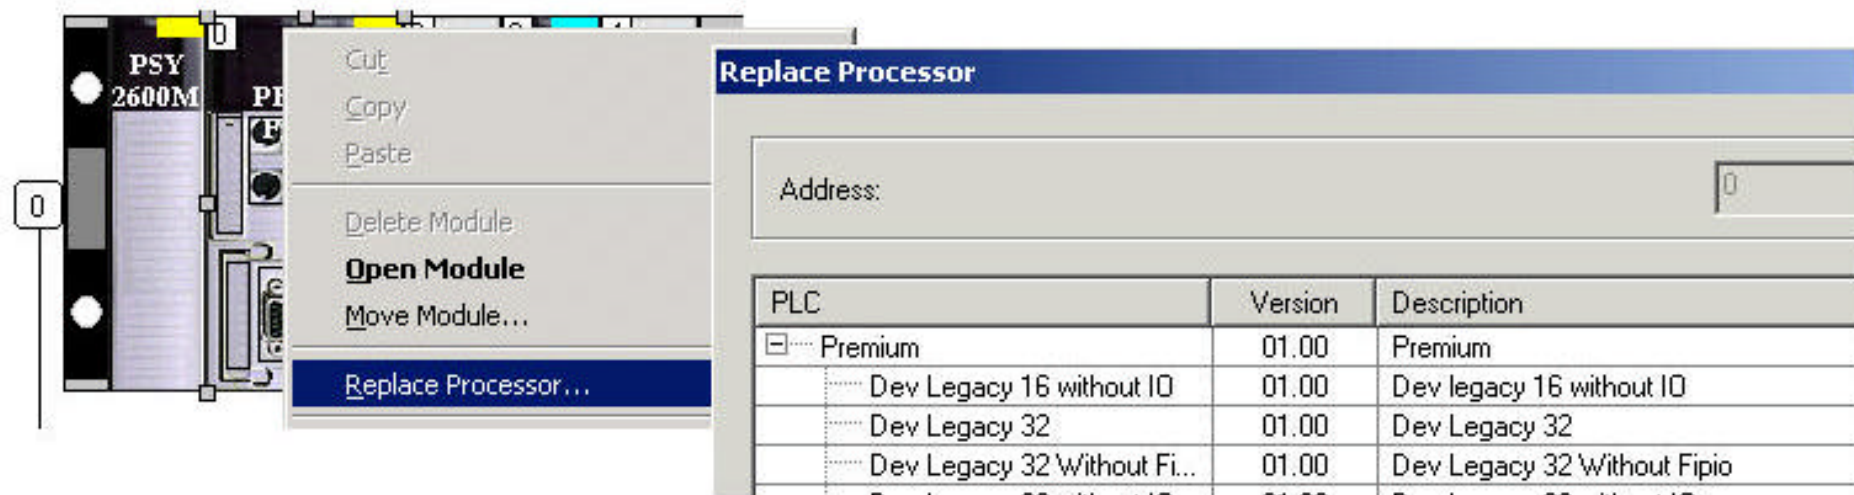 0
PSY
2600M
0
Cut
Copy
Paste
Delete Module
Open Module
Move Module...
Replace Processor...
Replace Processor
Address:
0
PLC Version Description
Premium 01.00 Premium
Dev Legacy 16 without IO 01.00 Dev legacy 16 without IO
Dev Legacy 32 01.00 Dev Legacy 32
Dev Legacy 32 Without Fi... 01.00 Dev Legacy 32 Without Fipio